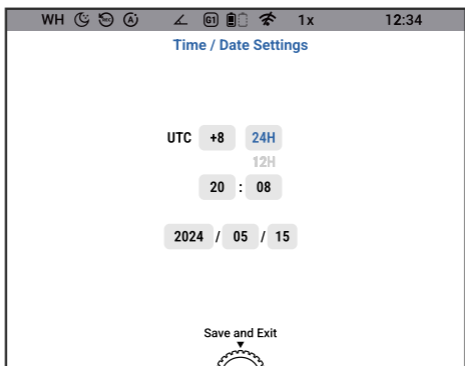 WH G1 1x 12:34
Time / Date Settings
UTC +8 24H
12H
20 : 08
2024 / 05 / 15
Save and Exit